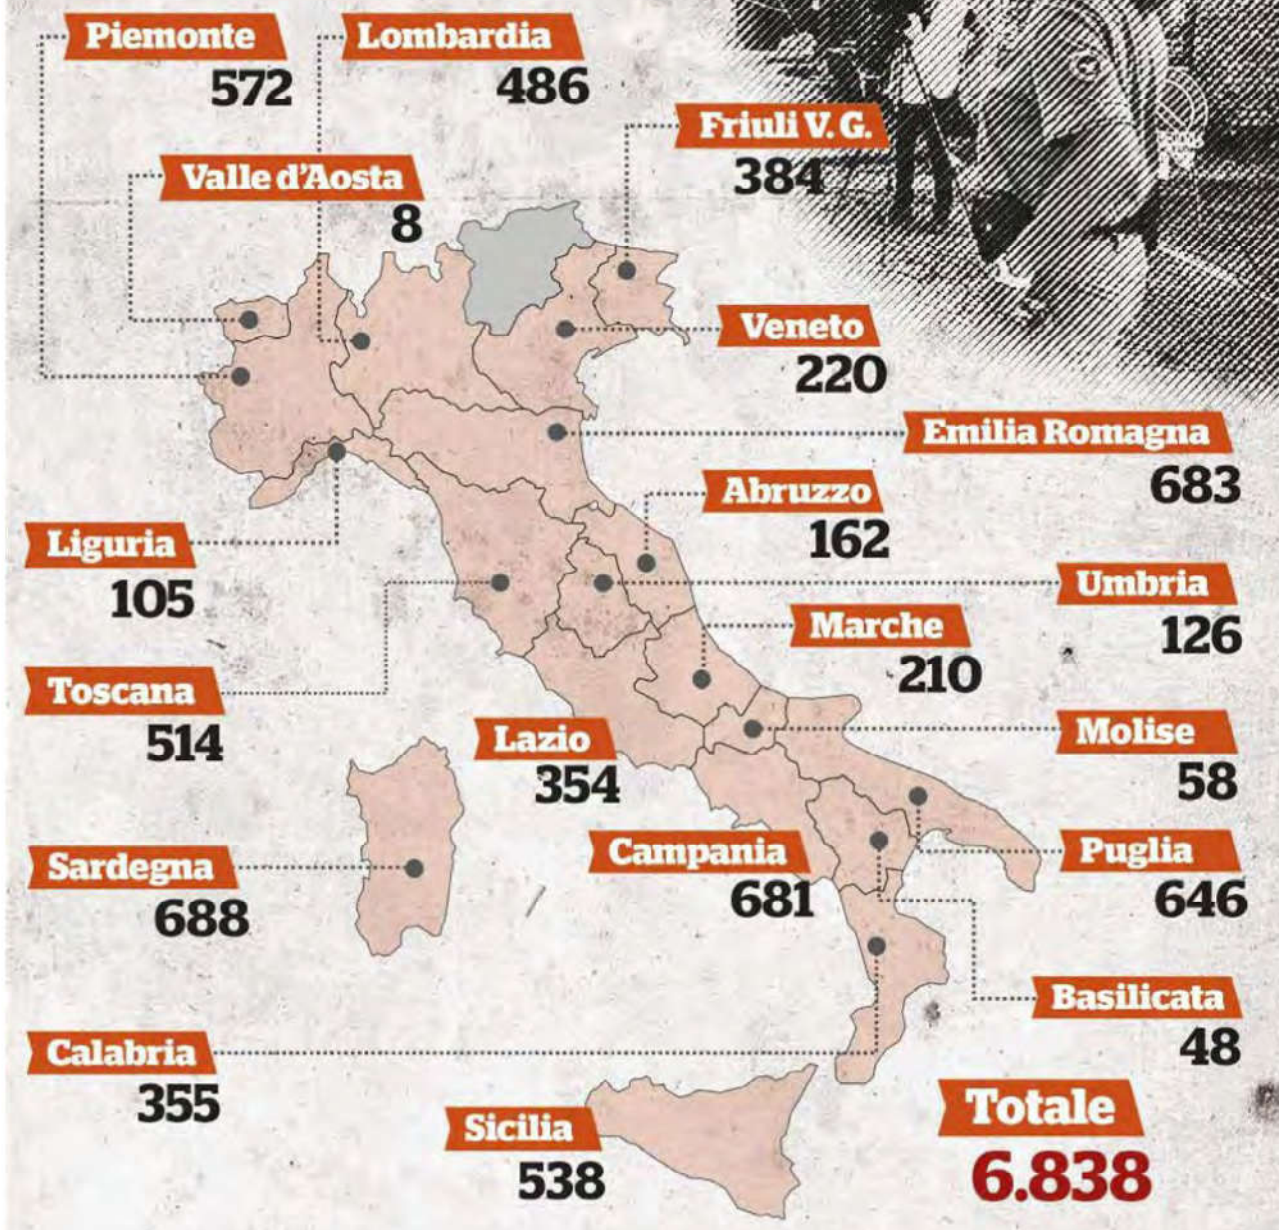 Piemonte
572
Lombardia
486
Friuli V. G.
384
Valle d'Aosta
8
Veneto
220
Emilia Romagna
683
Abruzzo
162
Liguria
105
Umbria
126
Marche
210
Toscana
514
Lazio
354
Molise
58
Campania
681
Puglia
646
Sardegna
688
Basilicata
48
Calabria
355
Sicilia
538
Totale
6.838